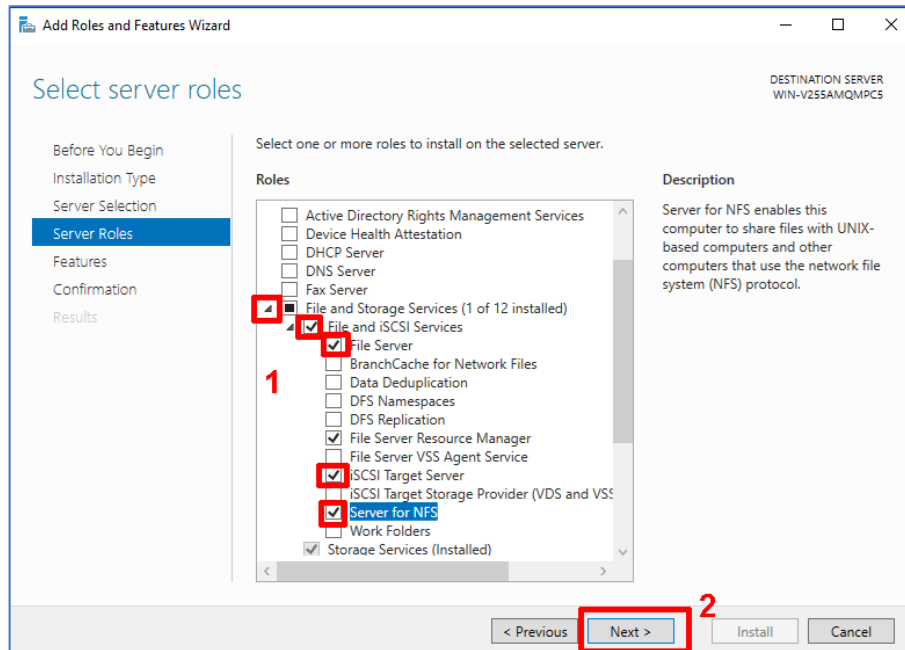 Add Roles and Features Wizard
Select server roles
DESTINATION SERVER
WIN-V255AMQMPC5
Before You Begin
Installation Type
Server Selection
Server Roles
Features
Confirmation
Results
Select one or more roles to install on the selected server.
Roles
Active Directory Rights Management Services
Device Health Attestation
DHCP Server
DNS Server
Fax Server
File and Storage Services (1 of 12 installed)
File and iSCSI Services
File Server
BranchCache for Network Files
Data Deduplication
DFS Namespaces
DFS Replication
File Server Resource Manager
File Server VSS Agent Service
iSCSI Target Server
iSCSI Target Storage Provider (VDS and VSS
Server for NFS
Work Folders
Storage Services (Installed)
1
Description
Server for NFS enables this
computer to share files with UNIX-
based computers and other
computers that use the network file
system (NFS) protocol.
2
< Previous
Next >
Install
Cancel